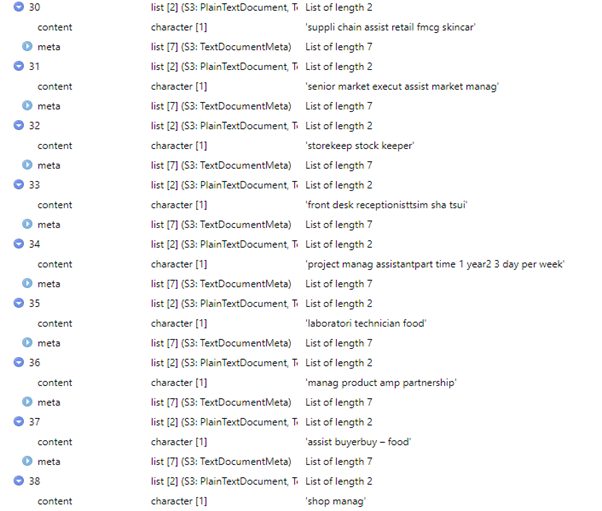 30 list [2] (S3: PlainTextDocument, Te List of length 2
content character [1] 'suppli chain assist retail fmcg skincar'
meta list [7] (S3: TextDocumentMeta) List of length 7
31 list [2] (S3: PlainTextDocument, Te List of length 2
content character [1] 'senior market execut assist market manag'
meta list [7] (S3: TextDocumentMeta) List of length 7
32 list [2] (S3: PlainTextDocument, Te List of length 2
content character [1] 'storekeep stock keeper'
meta list [7] (S3: TextDocumentMeta) List of length 7
33 list [2] (S3: PlainTextDocument, Te List of length 2
content character [1] 'front desk receptionisttsim sha tsui'
meta list [7] (S3: TextDocumentMeta) List of length 7
34 list [2] (S3: PlainTextDocument, Te List of length 2
content character [1] 'project manag assistantpart time 1 year2 3 day per week'
meta list [7] (S3: TextDocumentMeta) List of length 7
35 list [2] (S3: PlainTextDocument, Te List of length 2
content character [1] 'laboratori technician food'
meta list [7] (S3: TextDocumentMeta) List of length 7
36 list [2] (S3: PlainTextDocument, Te List of length 2
content character [1] 'manag product amp partnership'
meta list [7] (S3: TextDocumentMeta) List of length 7
37 list [2] (S3: PlainTextDocument, Te List of length 2
content character [1] 'assist buyerbuy – food'
meta list [7] (S3: TextDocumentMeta) List of length 7
38 list [2] (S3: PlainTextDocument, Te List of length 2
content character [1] 'shop manag'